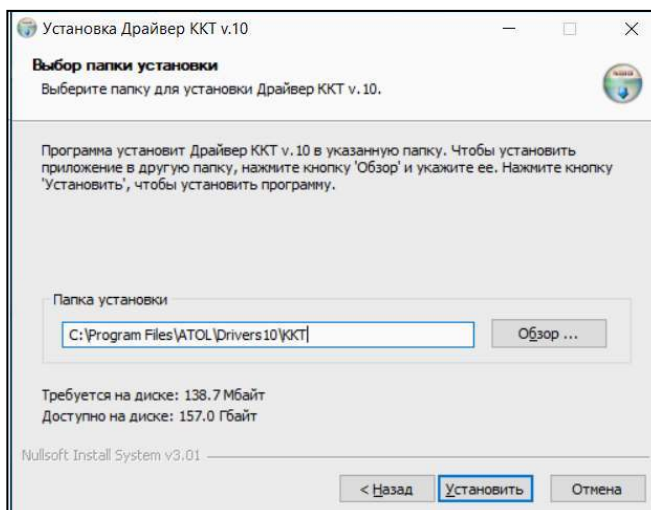 Установка Драйвер ККТ v.10
Выбор папки установки
Выберите папку для установки Драйвер ККТ v.10.
Программа установит Драйвер ККТ v.10 в указанную папку. Чтобы установить
приложение в другую папку, нажмите кнопку 'Обзор' и укажите ее. Нажмите кнопку
'Установить', чтобы установить программу.
Папка установки
C:\Program Files\ATOL\Drivers10\KKT
Обзор ...
Требуется на диске: 138.7 Мбайт
Доступно на диске: 157.0 Гбайт
Nullsoft Install System v3.01
< Назад Установить Отмена